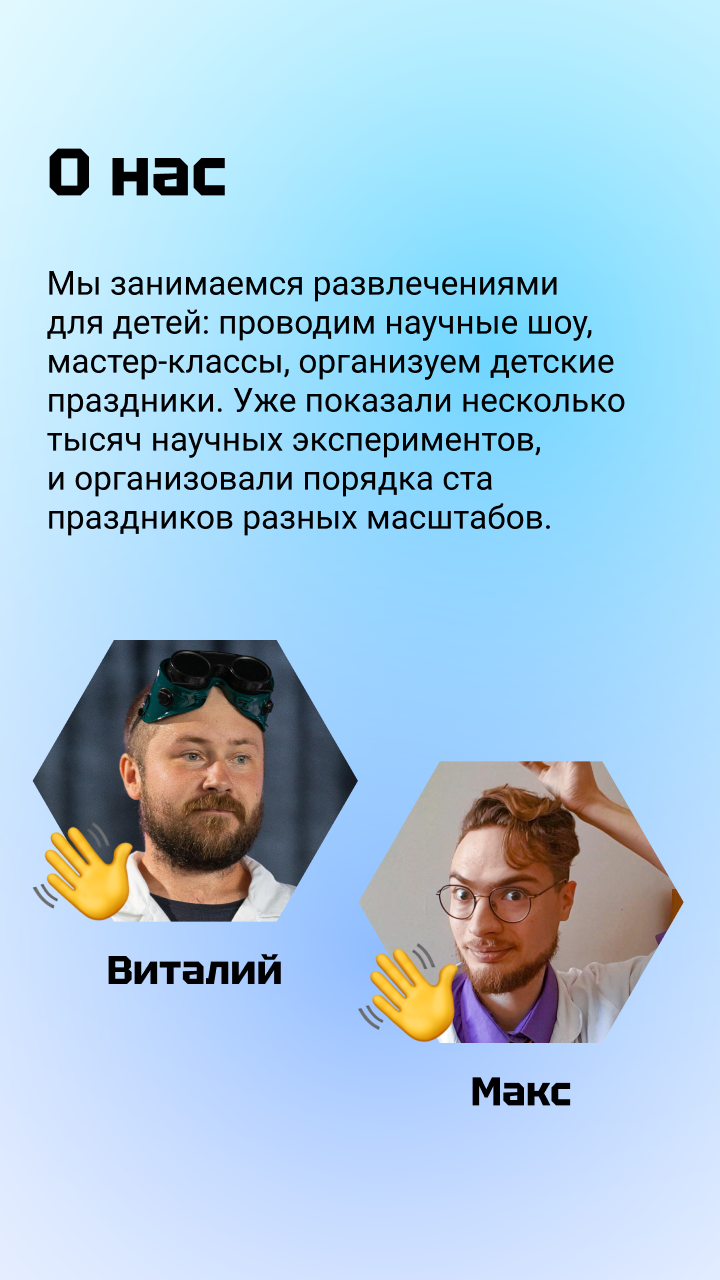 О нас
Мы занимаемся развлечениями
для детей: проводим научные шоу,
мастер-классы, организуем детские
праздники. Уже показали несколько
тысяч научных экспериментов,
и организовали порядка ста
праздников разных масштабов.
Виталий
Макс